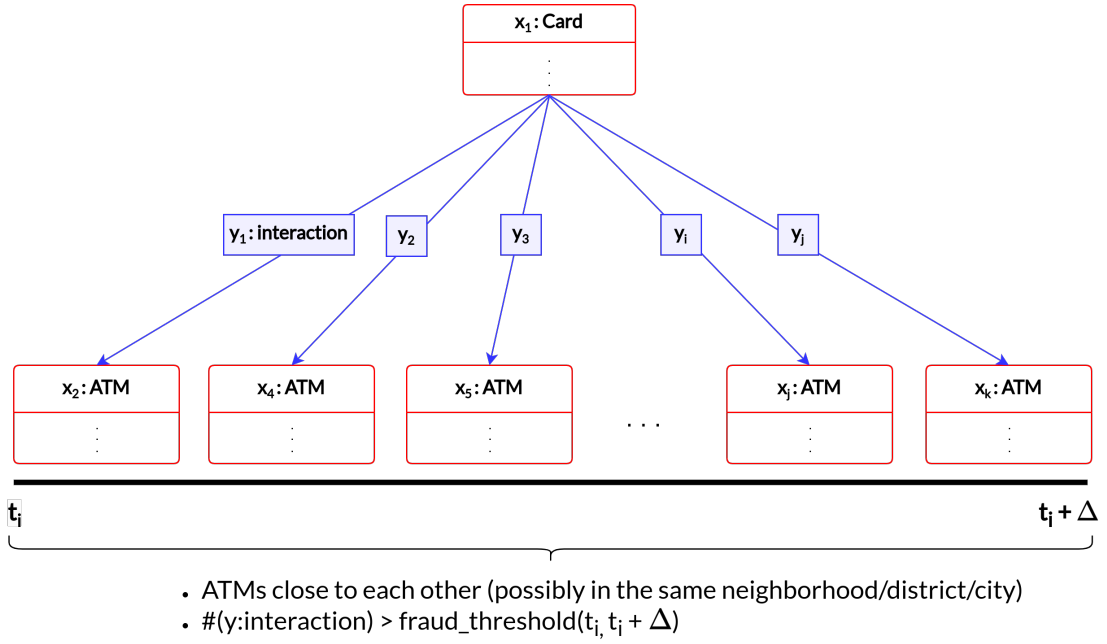 x₁:Card
y₁:interaction
y₂
y₃
yᵢ
yⱼ
x₂:ATM
x₄:ATM
x₅:ATM
. . .
xⱼ:ATM
xₖ:ATM
tᵢ
tᵢ + Δ
• ATMs close to each other (possibly in the same neighborhood/district/city)
• #(y:interaction) > fraud_threshold(tᵢ, tᵢ + Δ)